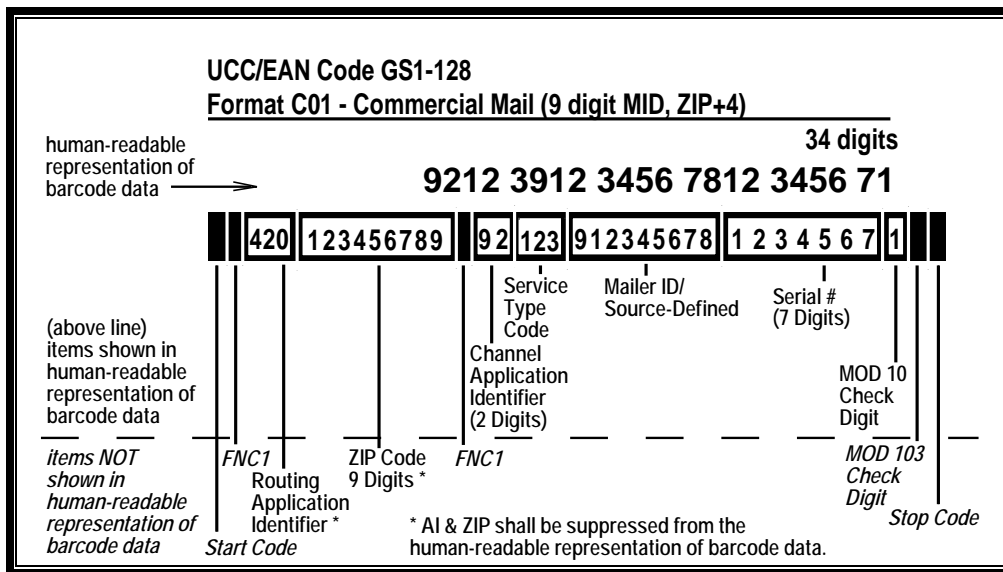 UCC/EAN Code GS1-128
Format C01 - Commercial Mail (9 digit MID, ZIP+4)
34 digits
human-readable
representation of
barcode data
9212 3912 3456 7812 3456 71
420 123456789 92 123 912345678 1 2 3 4 5 6 7 1
Service
Type
Code
Mailer ID/
Source-Defined
Serial #
(7 Digits)
(above line)
items shown in
human-readable
representation of
barcode data
Channel
Application
Identifier
(2 Digits)
MOD 10
Check
Digit
items NOT
shown in
human-readable
representation of
barcode data
FNC1
Routing
Application
Identifier *
Start Code
ZIP Code
9 Digits *
FNC1
MOD 103
Check
Digit
Stop Code
* AI & ZIP shall be suppressed from the
human-readable representation of barcode data.